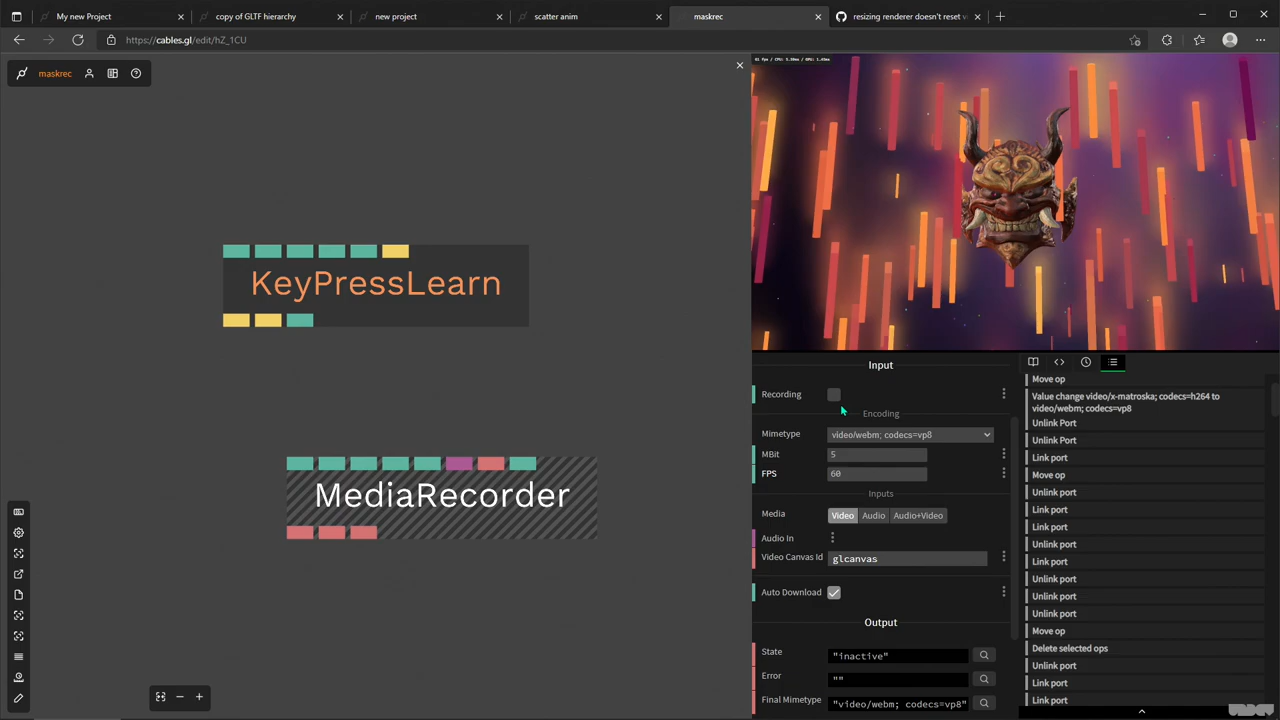 My new Project
copy of GLTF hierarchy
new project
scatter anim
maskrec
resizing renderer doesn't reset vi
https://cables.gl/edit/hZ_1CU
maskrec
KeyPressLearn
MediaRecorder
Input
Recording
Encoding
Mimetype
video/webm; codecs=vp8
MBit
5
FPS
60
Inputs
Media
Video
Audio
Audio+Video
Audio In
Video Canvas Id
glcanvas
Auto Download
Output
State
"inactive"
Error
""
Final Mimetype
"video/webm; codecs=vp8"
Move op
Value change video/x-matroska; codecs=h264 to
video/webm; codecs=vp8
Unlink Port
Unlink Port
Link port
Move op
Unlink port
Link port
Link port
Unlink port
Link port
Unlink port
Unlink port
Unlink port
Move op
Delete selected ops
Unlink port
Link port
Link port